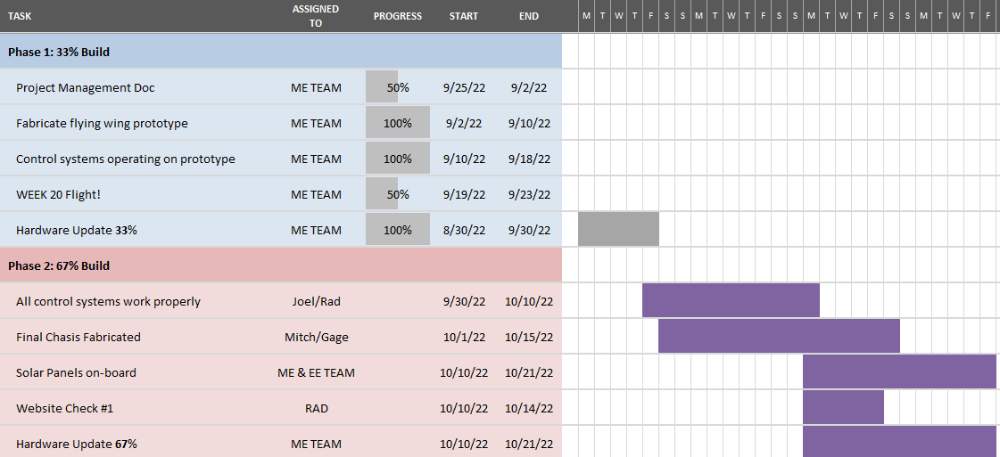 TASK ASSIGNED TO PROGRESS START END M T W T F S S M T W T F S S M T W T F S S M T W T F
Phase 1: 33% Build
Project Management Doc ME TEAM 50% 9/25/22 9/2/22
Fabricate flying wing prototype ME TEAM 100% 9/2/22 9/10/22
Control systems operating on prototype ME TEAM 100% 9/10/22 9/18/22
WEEK 20 Flight! ME TEAM 50% 9/19/22 9/23/22
Hardware Update 33% ME TEAM 100% 8/30/22 9/30/22
Phase 2: 67% Build
All control systems work properly Joel/Rad 9/30/22 10/10/22
Final Chasis Fabricated Mitch/Gage 10/1/22 10/15/22
Solar Panels on-board ME & EE TEAM 10/10/22 10/21/22
Website Check #1 RAD 10/10/22 10/14/22
Hardware Update 67% ME TEAM 10/10/22 10/21/22